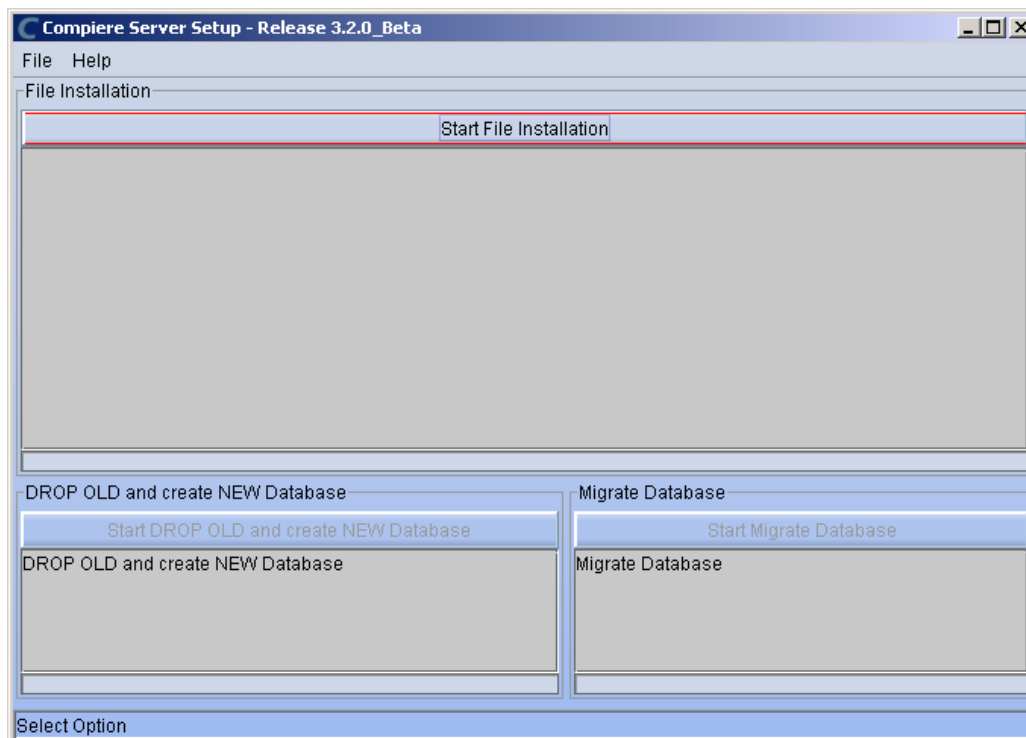 Compiere Server Setup - Release 3.2.0_Beta
File Help
File Installation
Start File Installation
DROP OLD and create NEW Database
Start DROP OLD and create NEW Database
DROP OLD and create NEW Database
Migrate Database
Start Migrate Database
Migrate Database
Select Option